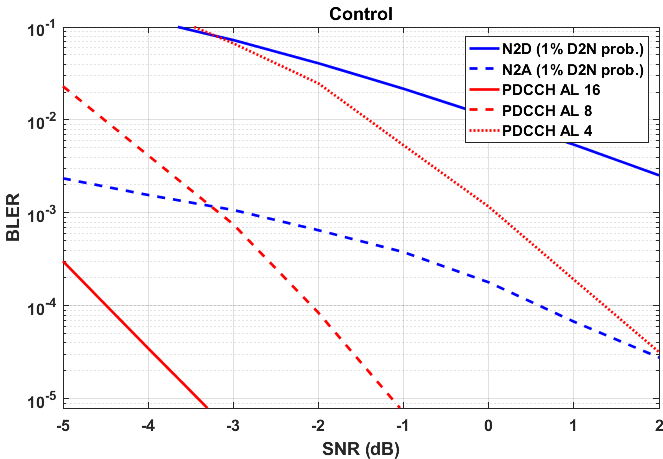 Control
N2D (1% D2N prob.)
N2A (1% D2N prob.)
PDCCH AL 16
PDCCH AL 8
PDCCH AL 4
BLER
10^-1
10^-2
10^-3
10^-4
10^-5
-5 -4 -3 -2 -1 0 1 2
SNR (dB)